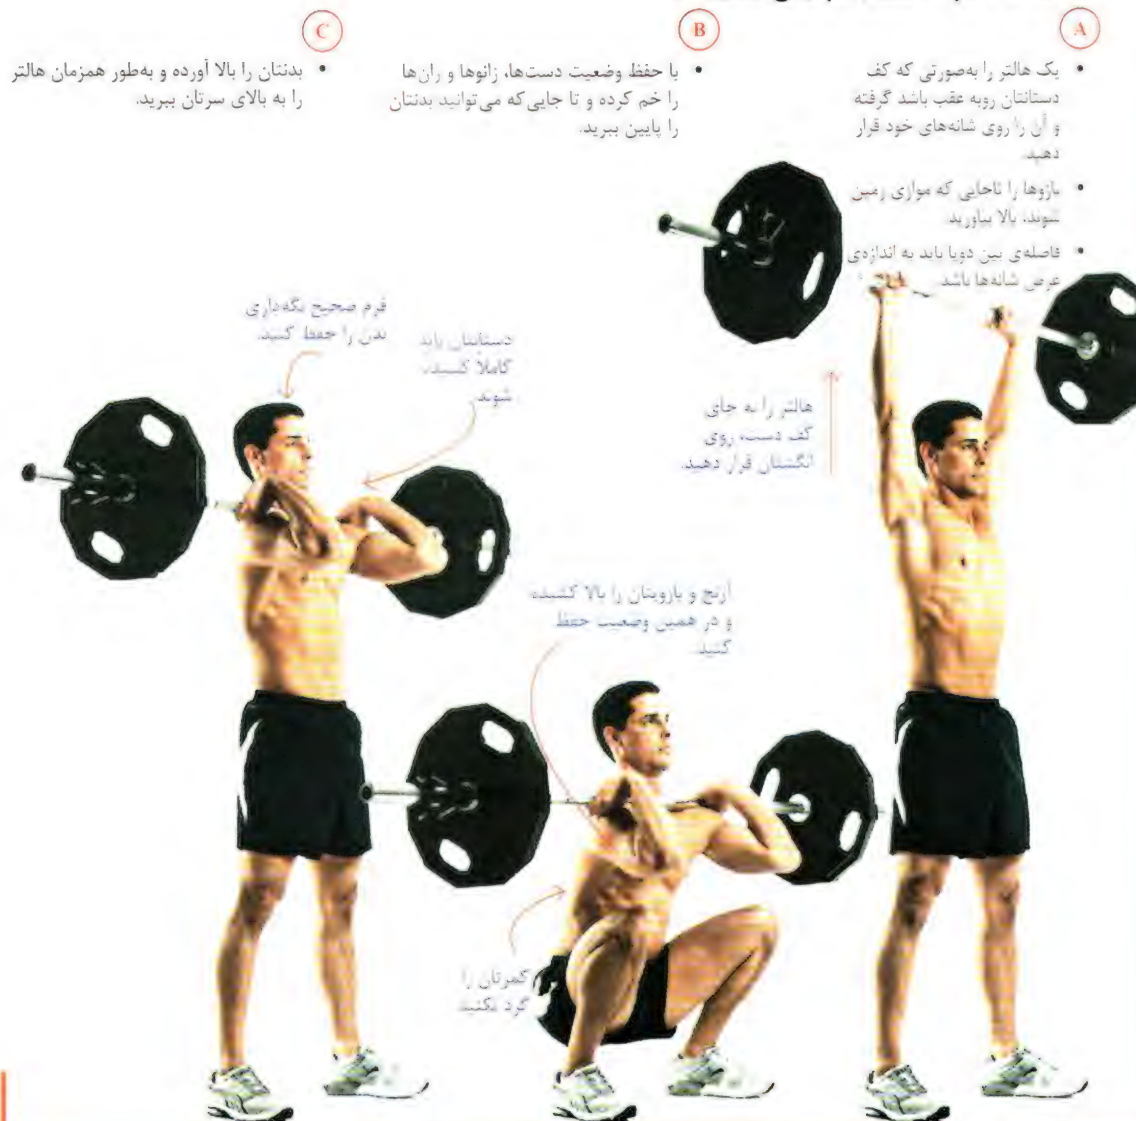 A
• یک هالتر را به‌صورتی که کف
دستانتان روبه عقب باشد گرفته
و آن را روی شانه‌های خود قرار
دهید.
• بازوها را تاجایی که موازی زمین
شوند، بالا بیاورید.
• فاصله‌ی بین دوپا باید به اندازه‌ی
عرض شانه‌ها باشد.
B
• با حفظ وضعیت دست‌ها، زانوها و ران‌ها
را خم کرده و تا جایی‌که می‌توانید بدنتان
را پایین ببرید.
C
• بدنتان را بالا آورده و به‌طور همزمان هالتر
را به بالای سرتان ببرید.
هالتر را به جای
کف دست، روی
انگشتان قرار دهید.
دستانتان باید
کاملاً کشیده
شوند.
فرم صحیح نگه‌داری
بدن را حفظ کنید.
آرنج و بازویتان را بالا کشیده
و در همین وضعیت حفظ
کنید.
کمرتان را
گرد نکنید.